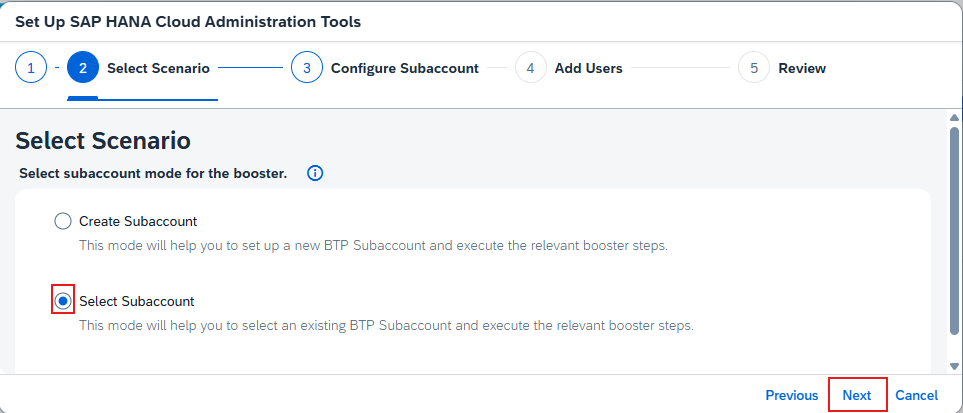 Set Up SAP HANA Cloud Administration Tools
1 2 Select Scenario 3 Configure Subaccount 4 Add Users 5 Review
Select Scenario
Select subaccount mode for the booster.
Create Subaccount
This mode will help you to set up a new BTP Subaccount and execute the relevant booster steps.
Select Subaccount
This mode will help you to select an existing BTP Subaccount and execute the relevant booster steps.
Previous Next Cancel